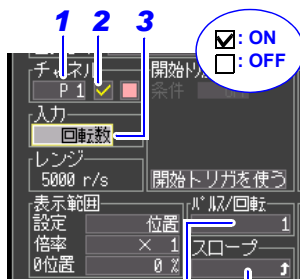 1 2 3
☑: ON
☐: OFF
チャネル
P 1
開始トリガ
条件
入力
回転数
レンジ
5000 r/s
開始トリガを使う
表示範囲
設定 位置
倍率 × 1
0位置 0 %
パルス/回転
1
スロープ